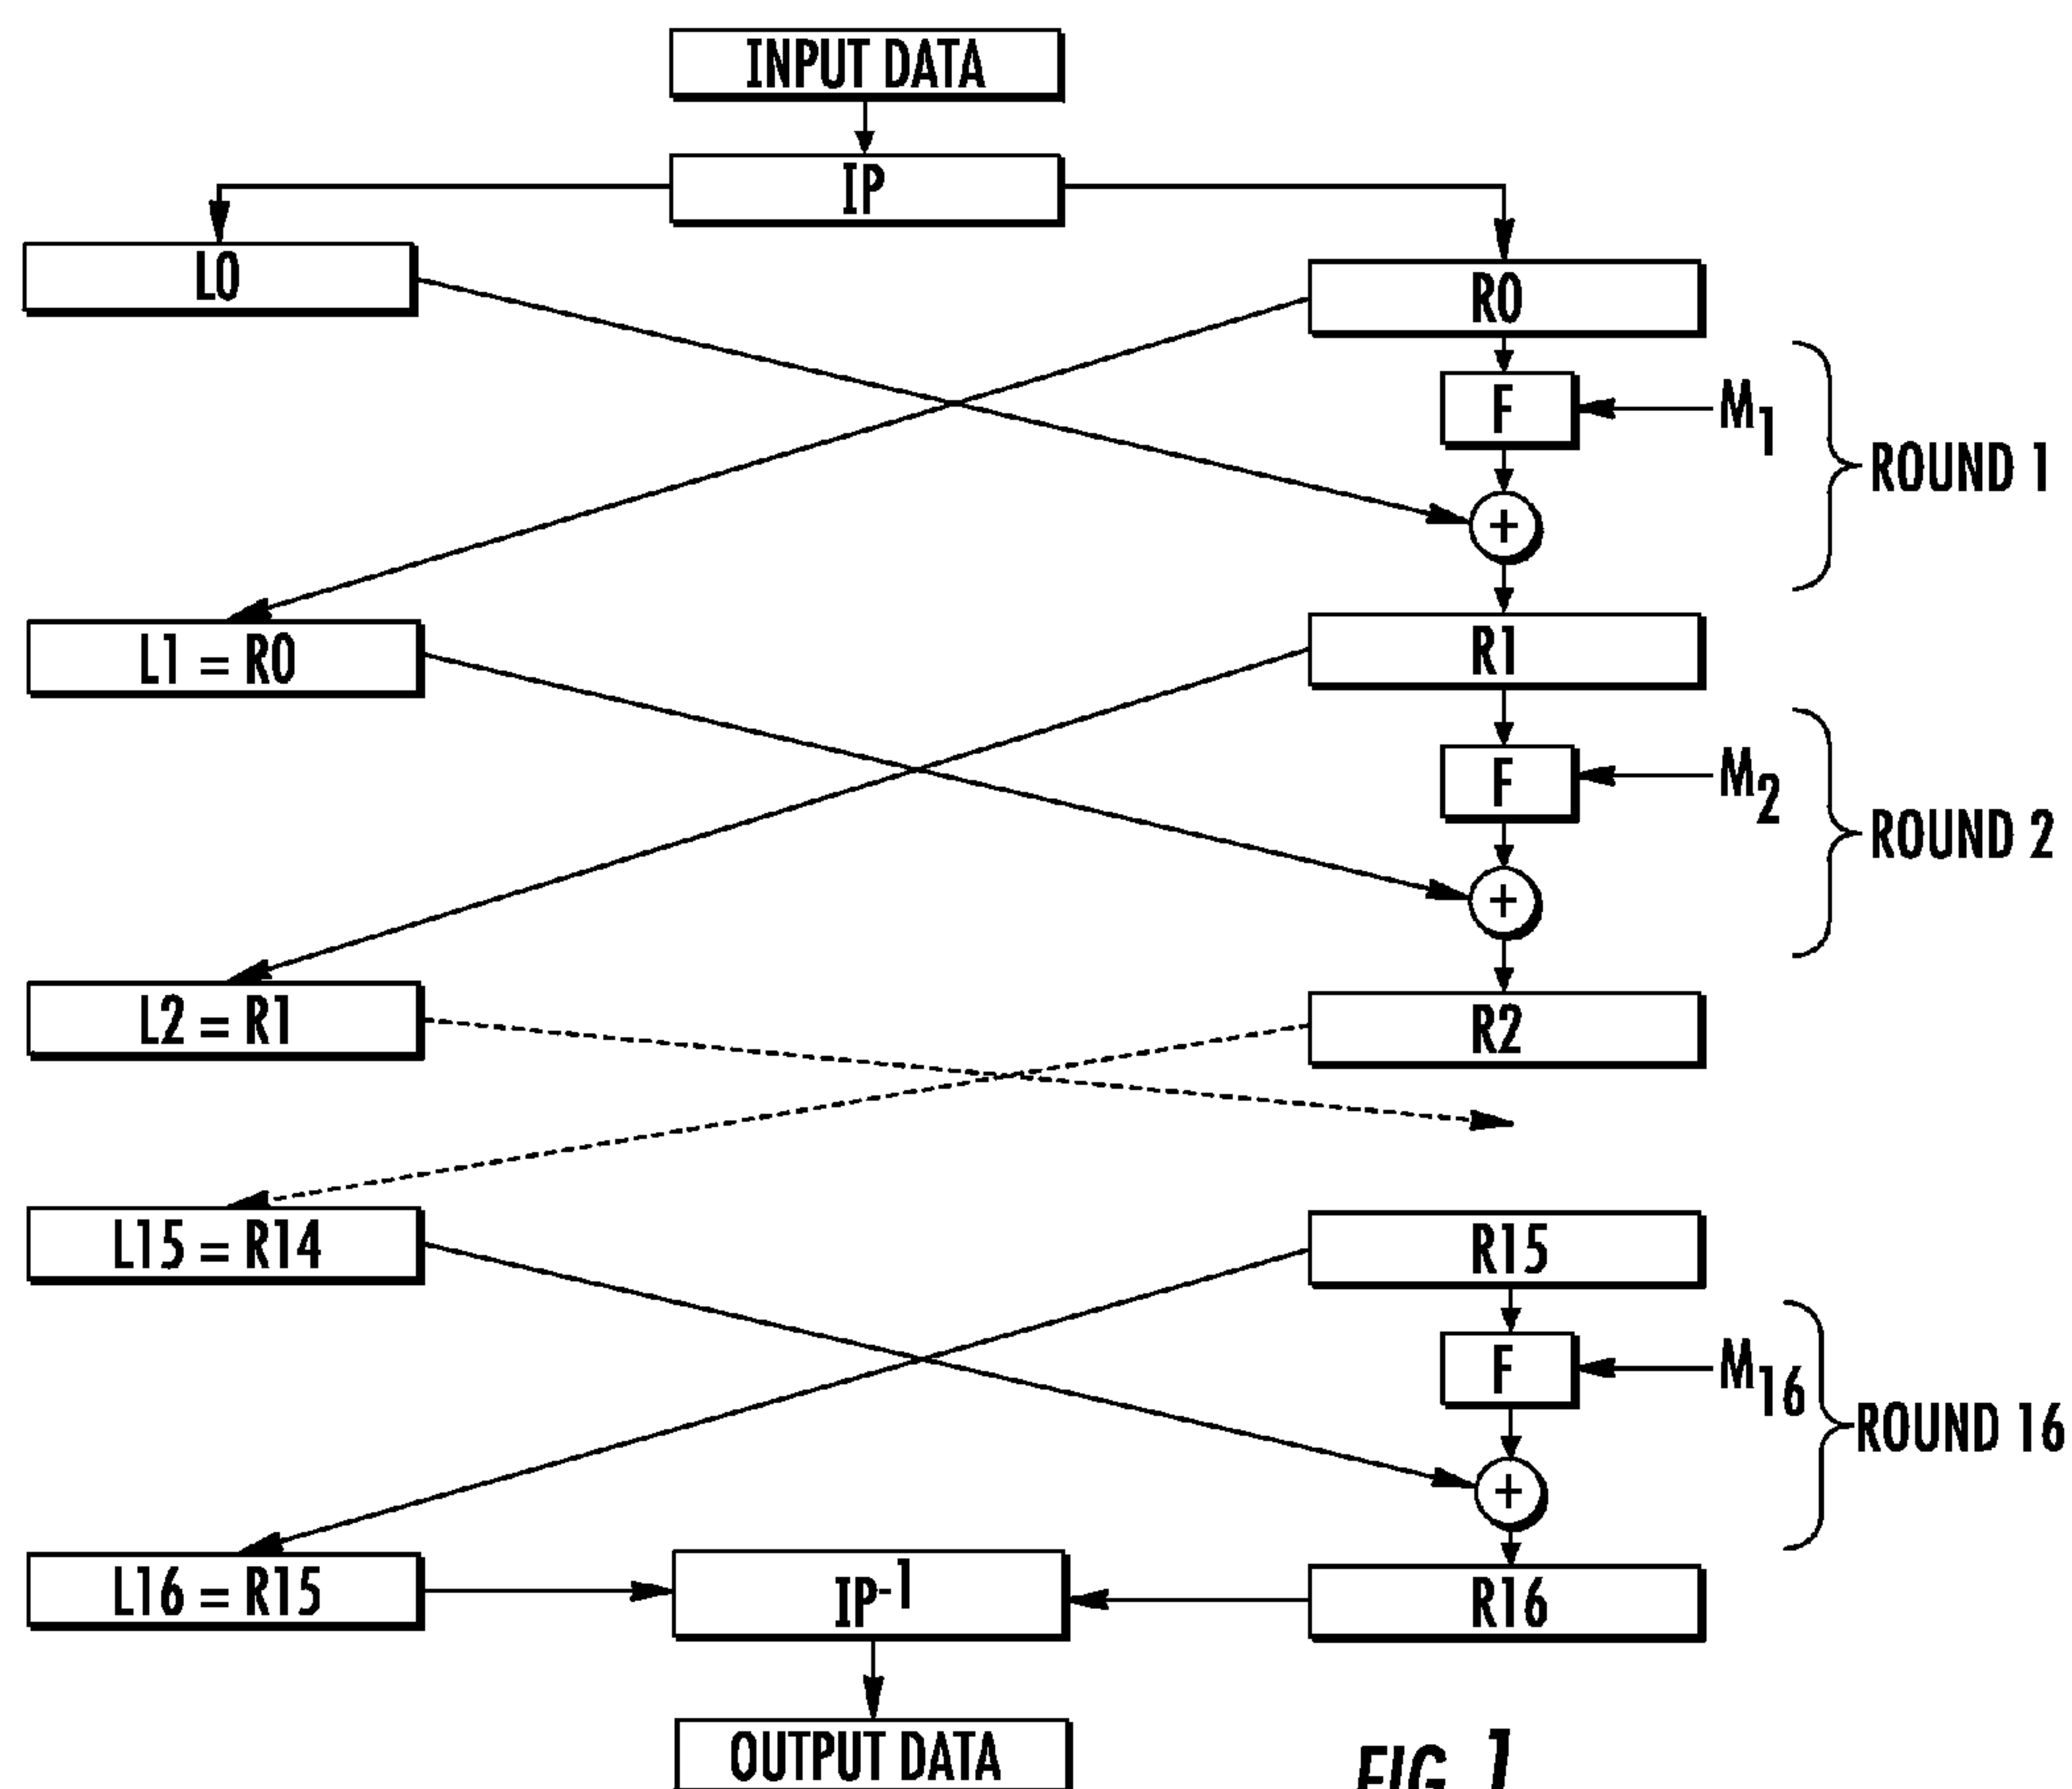 INPUT DATA
IP
L0
R0
F
M1
ROUND 1
+
L1 = R0
R1
F
M2
ROUND 2
+
L2 = R1
R2
L15 = R14
R15
F
M16
ROUND 16
+
L16 = R15
IP-1
R16
OUTPUT DATA
FIG. 1